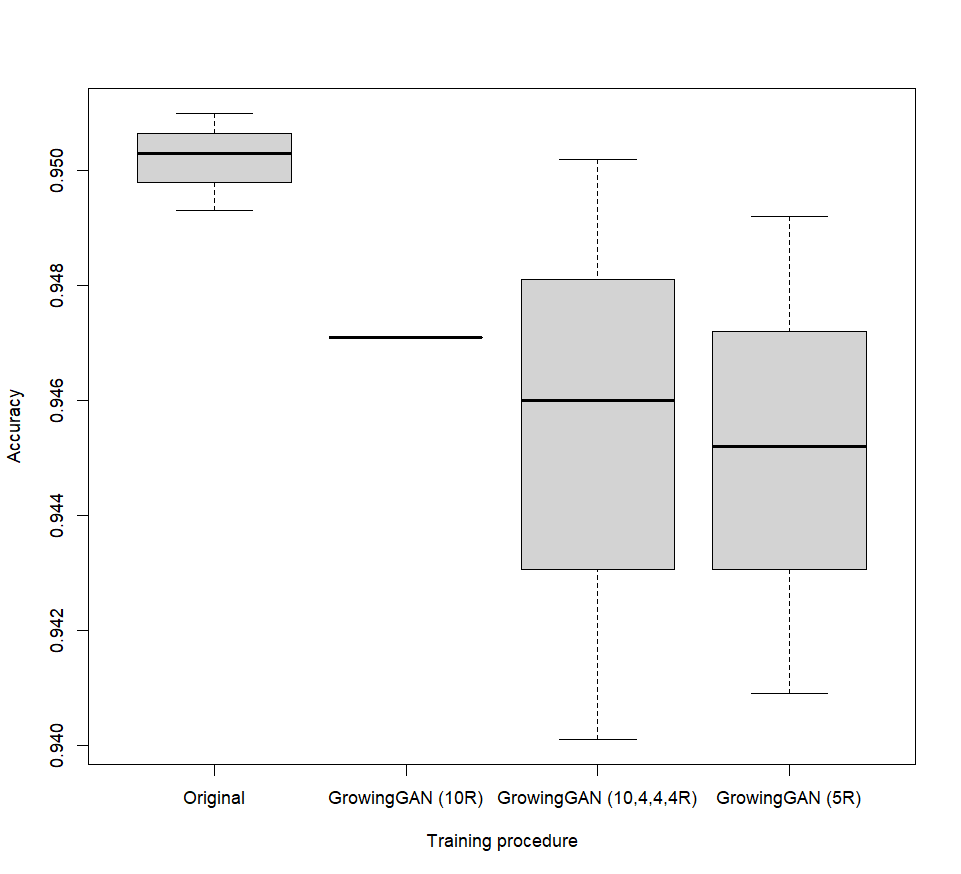 Accuracy
0.950
0.948
0.946
0.944
0.942
0.940
Original
GrowingGAN (10R)
GrowingGAN (10,4,4,4R)
GrowingGAN (5R)
Training procedure